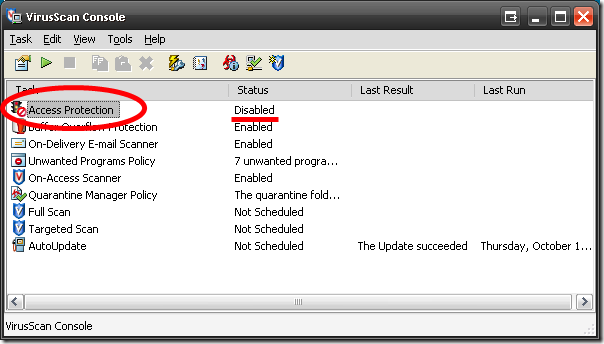 VirusScan Console
Task Edit View Tools Help
Task Status Last Result Last Run
Access Protection Disabled
Buffer Overflow Protection Enabled
On-Delivery E-mail Scanner Enabled
Unwanted Programs Policy 7 unwanted progra...
On-Access Scanner Enabled
Quarantine Manager Policy The quarantine fold...
Full Scan Not Scheduled
Targeted Scan Not Scheduled
AutoUpdate Not Scheduled The Update succeeded Thursday, October 1...
VirusScan Console